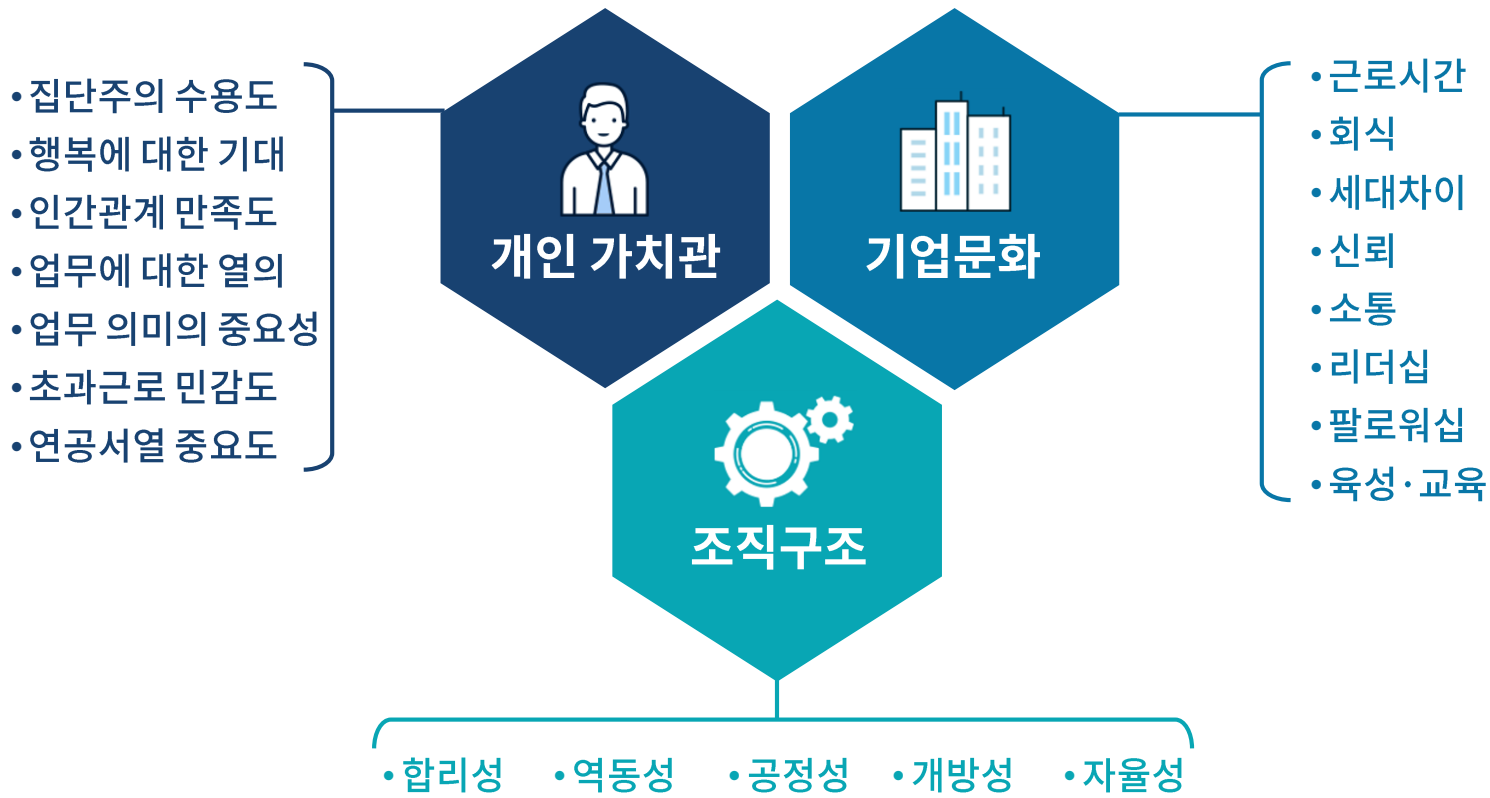 • 집단주의 수용도
• 행복에 대한 기대
• 인간관계 만족도
• 업무에 대한 열의
• 업무 의미의 중요성
• 초과근로 민감도
• 연공서열 중요도
개인 가치관
기업문화
• 근로시간
• 회식
• 세대차이
• 신뢰
• 소통
• 리더십
• 팔로워십
• 육성·교육
조직구조
• 합리성 • 역동성 • 공정성 • 개방성 • 자율성